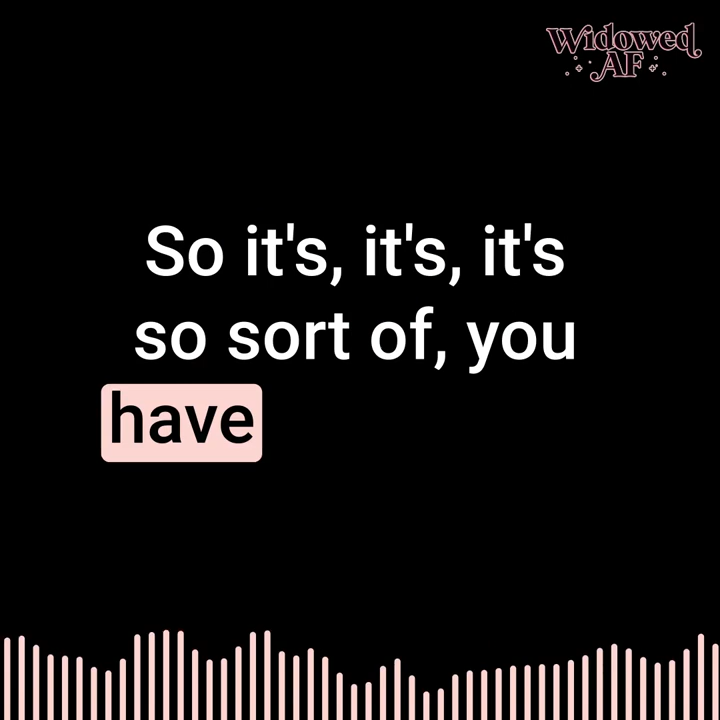 Widowed
AF
So it's, it's, it's
so sort of, you
have